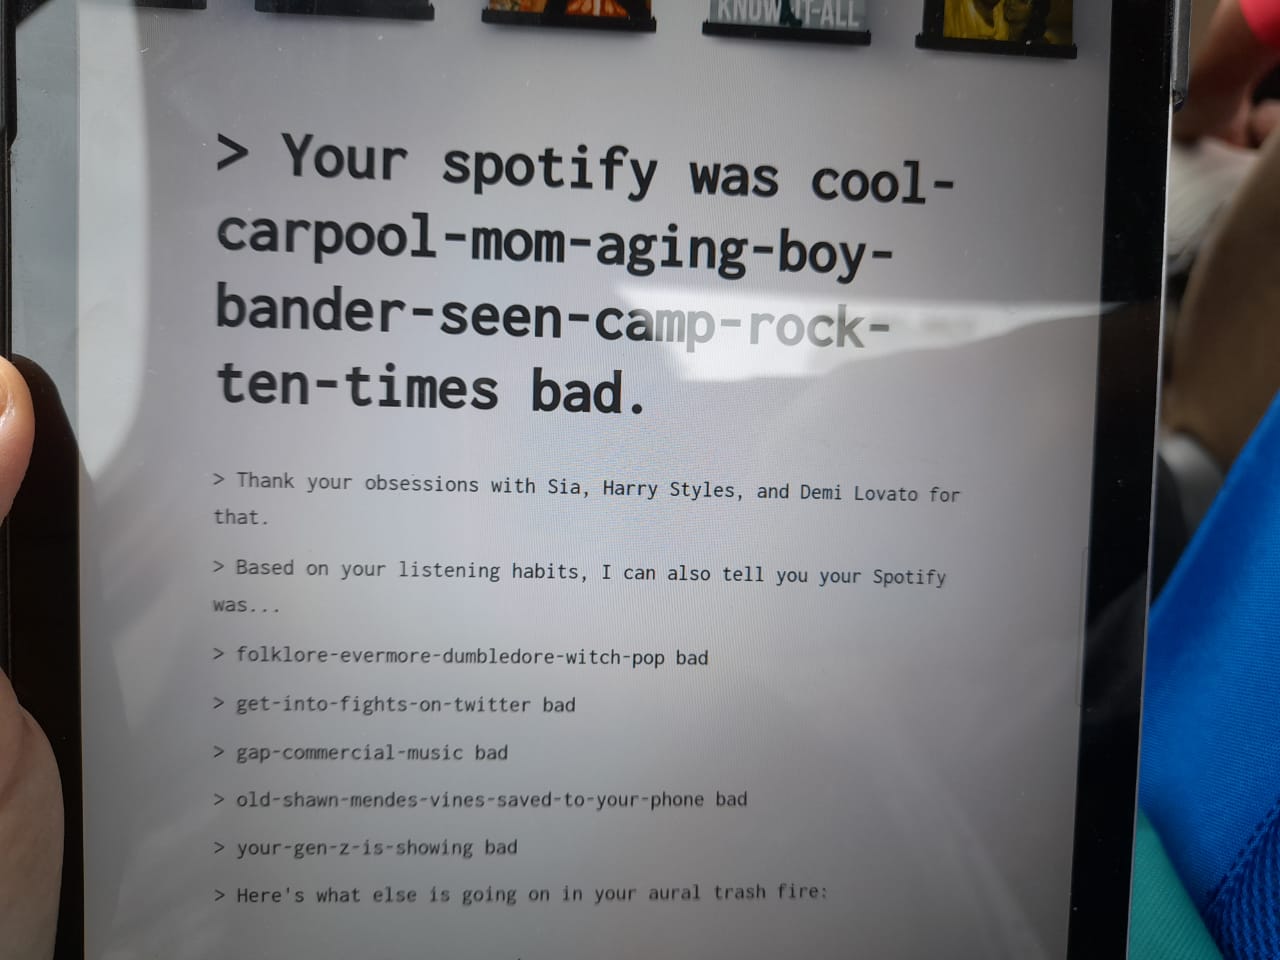 KNOW-IT-ALL
> Your spotify was cool-
carpool-mom-aging-boy-
bander-seen-camp-rock-
ten-times bad.
> Thank your obsessions with Sia, Harry Styles, and Demi Lovato for
that.
> Based on your listening habits, I can also tell you your Spotify
was...
> folklore-evermore-dumbledore-witch-pop bad
> get-into-fights-on-twitter bad
> gap-commercial-music bad
> old-shawn-mendes-vines-saved-to-your-phone bad
> your-gen-z-is-showing bad
> Here's what else is going on in your aural trash fire: